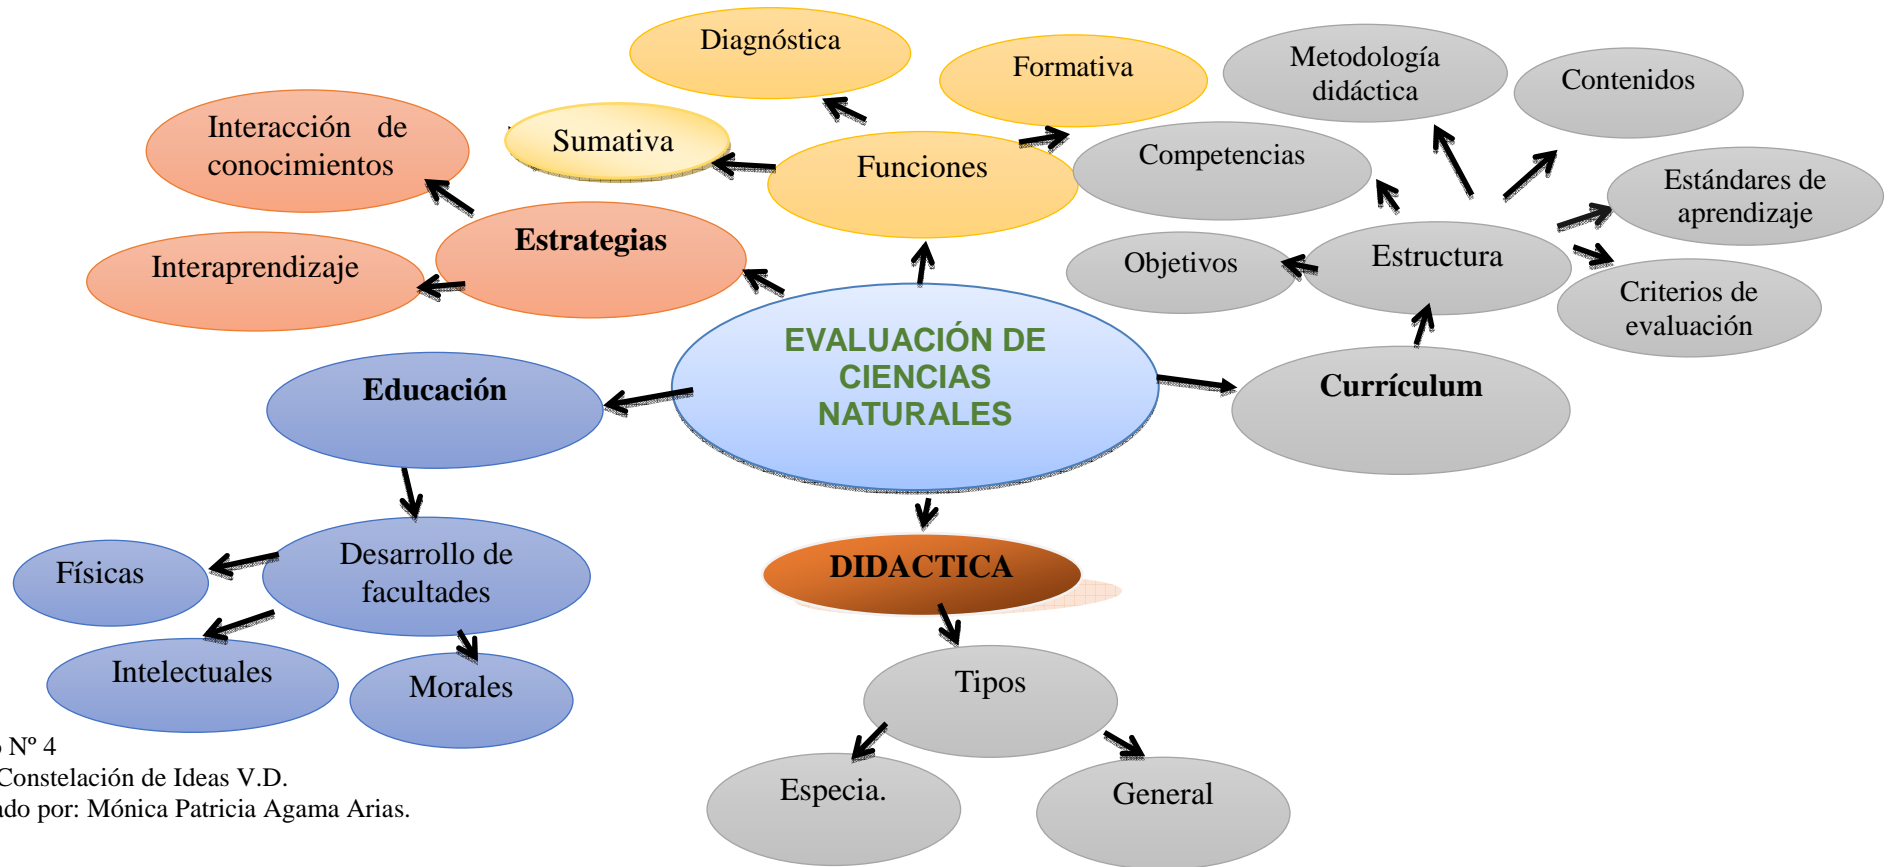 Diagnóstica
Formativa
Metodología
didáctica
Contenidos
Interacción de
conocimientos
Sumativa
Funciones
Competencias
Estándares de
aprendizaje
Estrategias
Interaprendizaje
Objetivos
Estructura
Criterios de
evaluación
EVALUACIÓN DE
CIENCIAS
NATURALES
Educación
Currículum
Desarrollo de
facultades
Físicas
DIDACTICA
Intelectuales
Morales
Tipos
Especia.
General
Nº 4
Constelación de Ideas V.D.
ado por: Mónica Patricia Agama Arias.